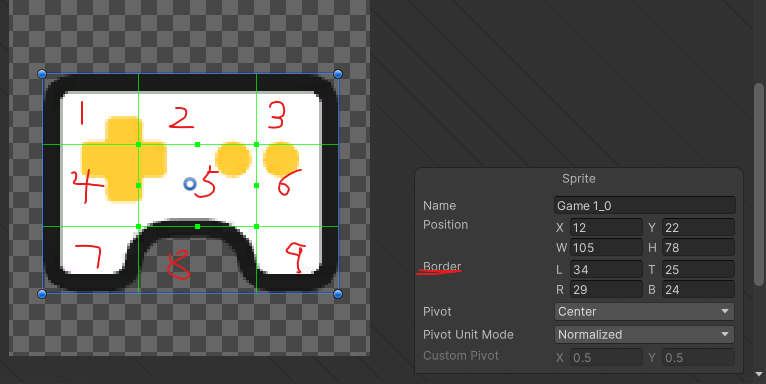 1 2 3
4 5 6
7 8 9
Sprite
Name Game 1_0
Position X 12 Y 22
W 105 H 78
Border L 34 T 25
R 29 B 24
Pivot Center
Pivot Unit Mode Normalized
Custom Pivot X 0.5 Y 0.5